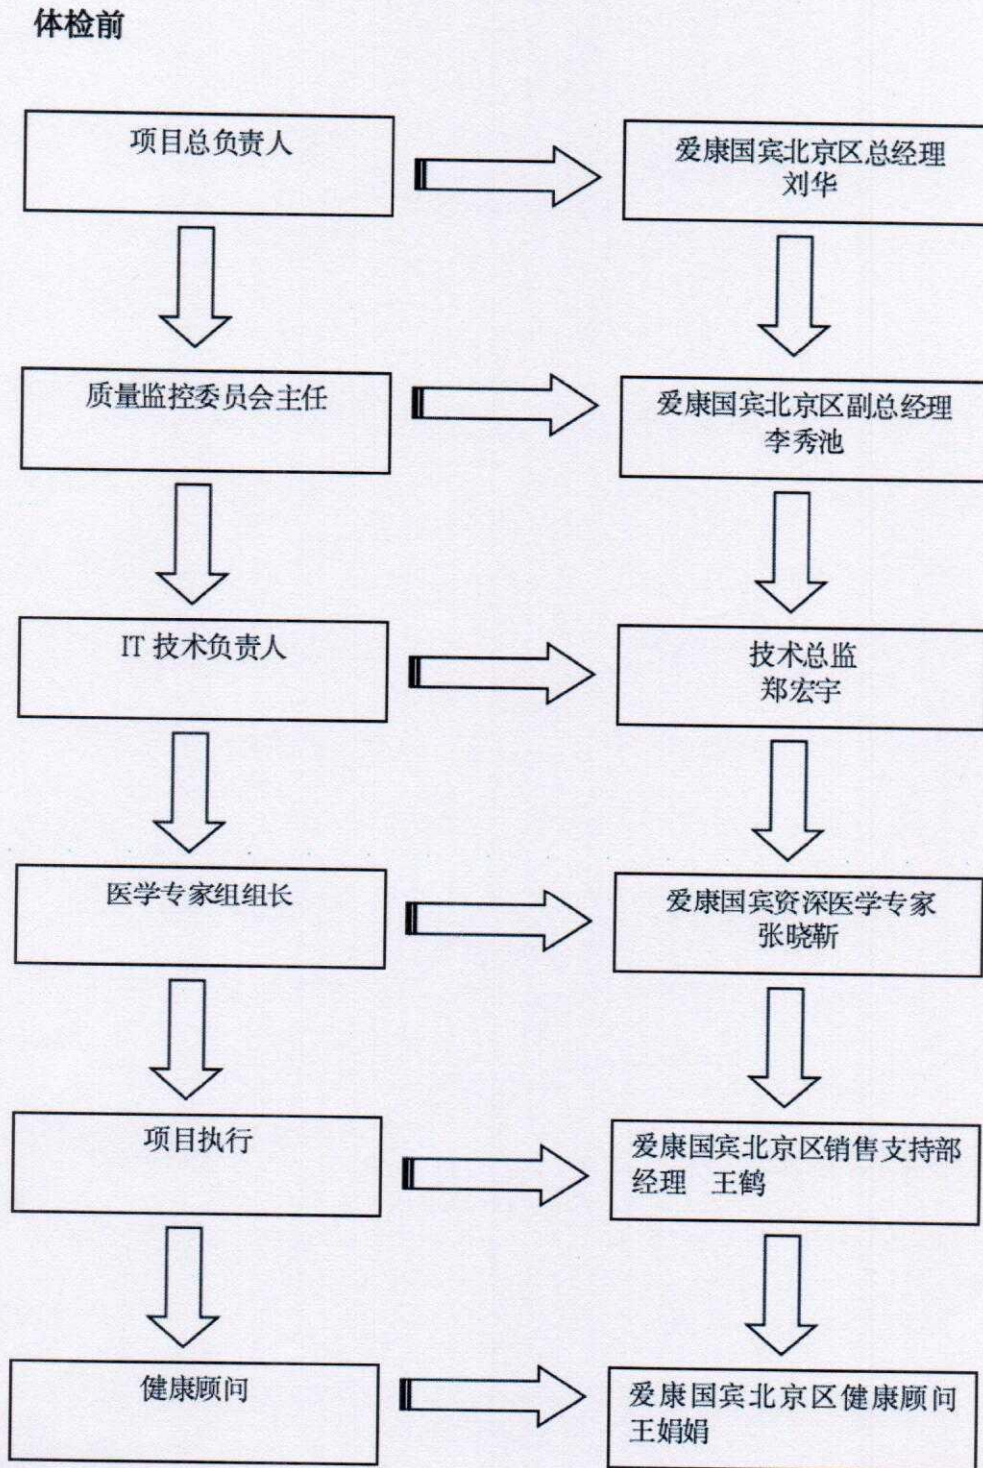 体检前
项目总负责人
爱康国宾北京区总经理
刘华
质量监控委员会主任
爱康国宾北京区副总经理
李秀池
IT 技术负责人
技术总监
郑宏宇
医学专家组组长
爱康国宾资深医学专家
张晓靳
项目执行
爱康国宾北京区销售支持部
经理 王鹤
健康顾问
爱康国宾北京区健康顾问
王娟娟